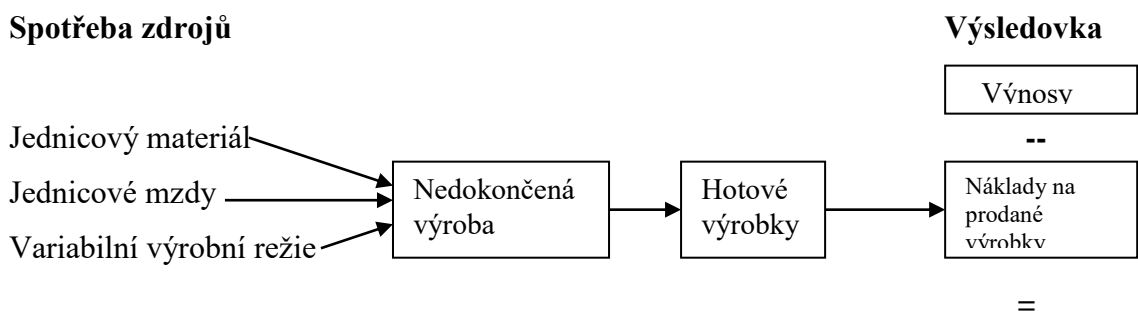 Spotřeba zdrojů
Výsledovka
Výnosy
Jednicový materiál
--
Jednicové mzdy
Nedokončená
výroba
Hotové
výrobky
Náklady na
prodané
výrobky
Variabilní výrobní režie
=